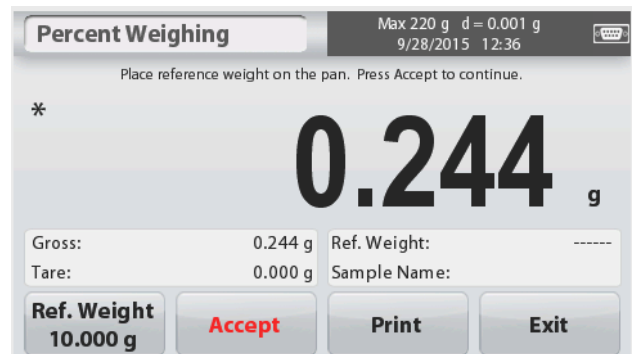 Percent Weighing
Max 220 g d = 0.001 g
9/28/2015 12:36
Place reference weight on the pan. Press Accept to continue.
*
0.244 g
Gross: 0.244 g Ref. Weight: ------
Tare: 0.000 g Sample Name:
Ref. Weight
10.000 g
Accept
Print
Exit